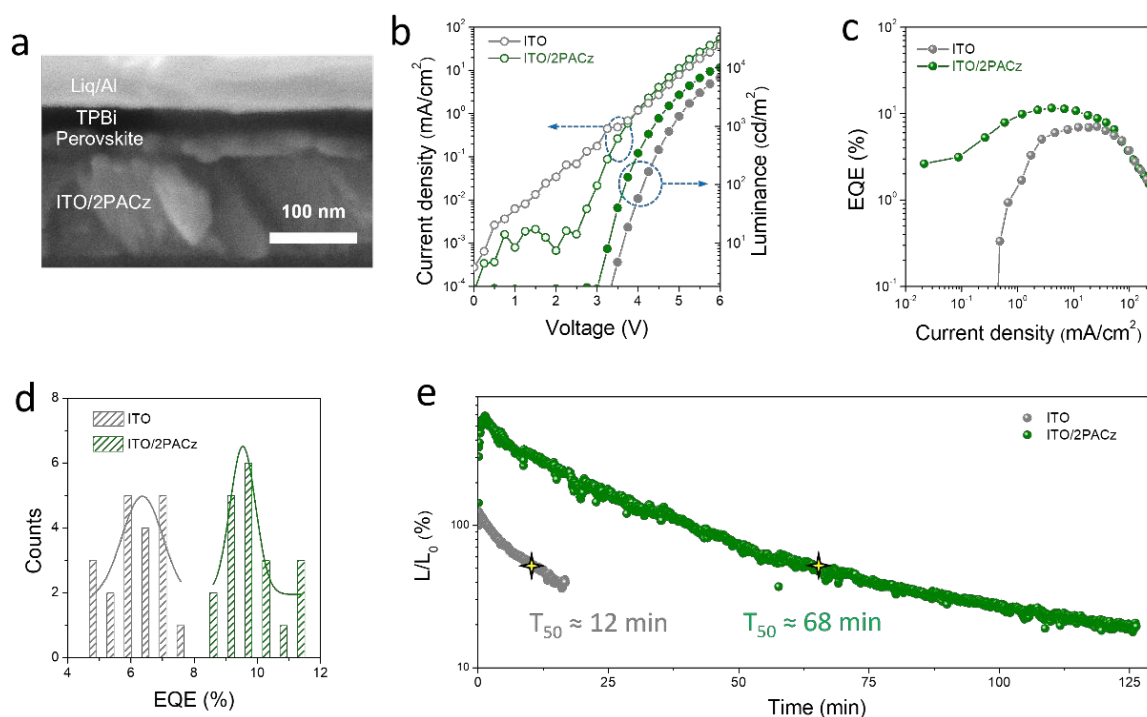 a
Liq/Al
TPBi
Perovskite
ITO/2PACz
100 nm
b
ITO
ITO/2PACz
Current density (mA/cm²)
10²
10¹
10⁰
10⁻¹
10⁻²
10⁻³
10⁻⁴
0 1 2 3 4 5 6
Voltage (V)
10⁴
10³
10²
10¹
Luminance (cd/m²)
c
ITO
ITO/2PACz
EQE (%)
10²
10¹
10⁰
10⁻¹
10⁻² 10⁻¹ 10⁰ 10¹ 10²
Current density (mA/cm²)
d
ITO
ITO/2PACz
Counts
8
6
4
2
0
4 6 8 10 12
EQE (%)
e
ITO
ITO/2PACz
L/L₀ (%)
100
10
T₅₀ ≈ 12 min
T₅₀ ≈ 68 min
0 25 50 75 100 125
Time (min)